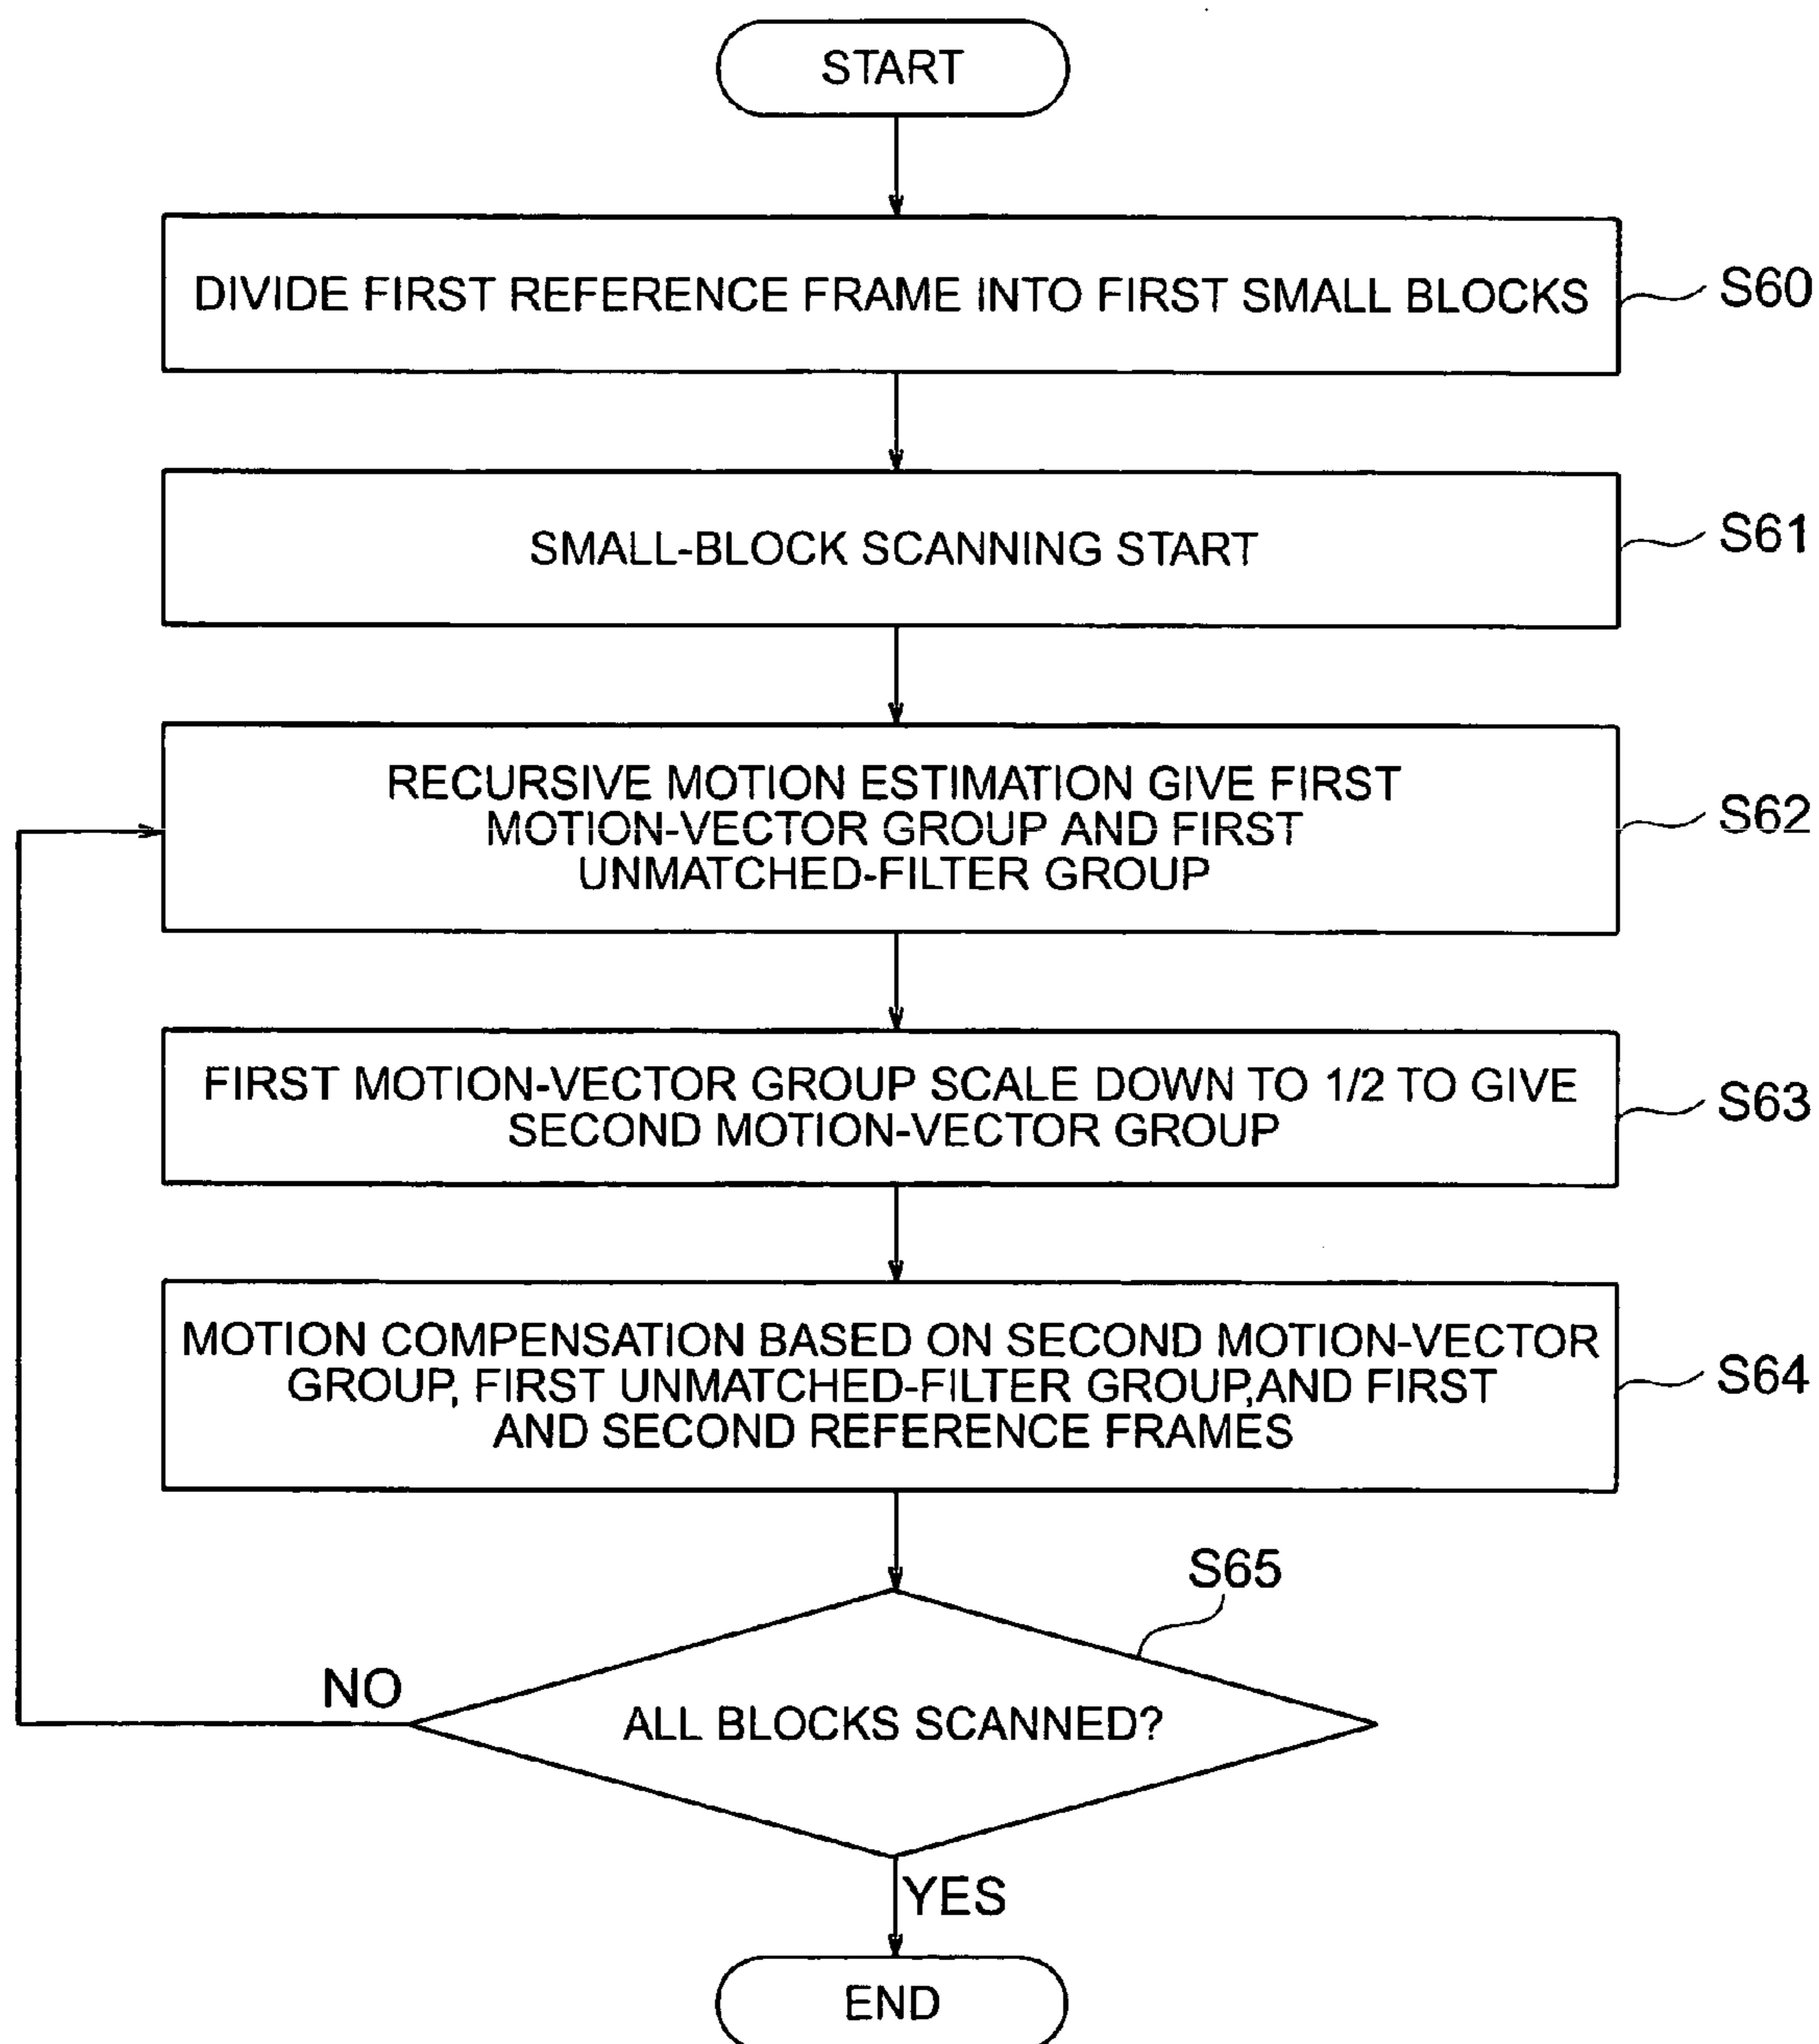 START
DIVIDE FIRST REFERENCE FRAME INTO FIRST SMALL BLOCKS
S60
SMALL-BLOCK SCANNING START
S61
RECURSIVE MOTION ESTIMATION GIVE FIRST
MOTION-VECTOR GROUP AND FIRST
UNMATCHED-FILTER GROUP
S62
FIRST MOTION-VECTOR GROUP SCALE DOWN TO 1/2 TO GIVE
SECOND MOTION-VECTOR GROUP
S63
MOTION COMPENSATION BASED ON SECOND MOTION-VECTOR
GROUP, FIRST UNMATCHED-FILTER GROUP,AND FIRST
AND SECOND REFERENCE FRAMES
S64
S65
NO
ALL BLOCKS SCANNED?
YES
END